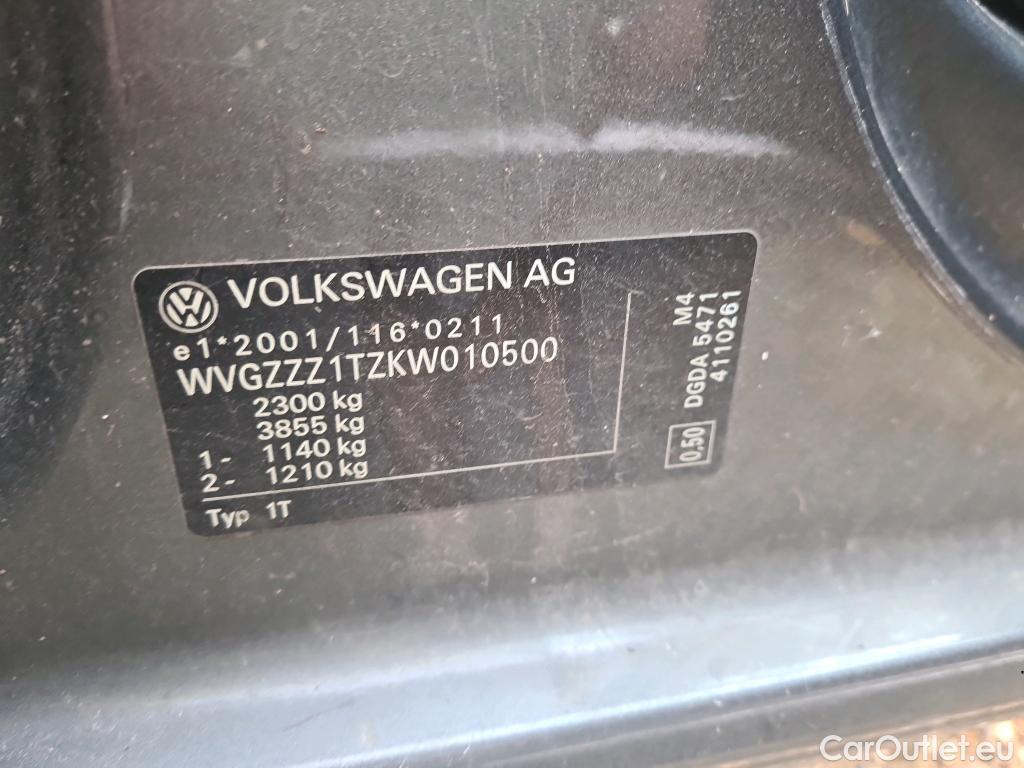 VOLKSWAGEN AG
e1*2001/116*0211
WVGZZZ1TZKW010500
2300 kg
3855 kg
1- 1140 kg
2- 1210 kg
Typ 1T
M4
0.50 DGDA 5471
4110261
CarOutlet.eu